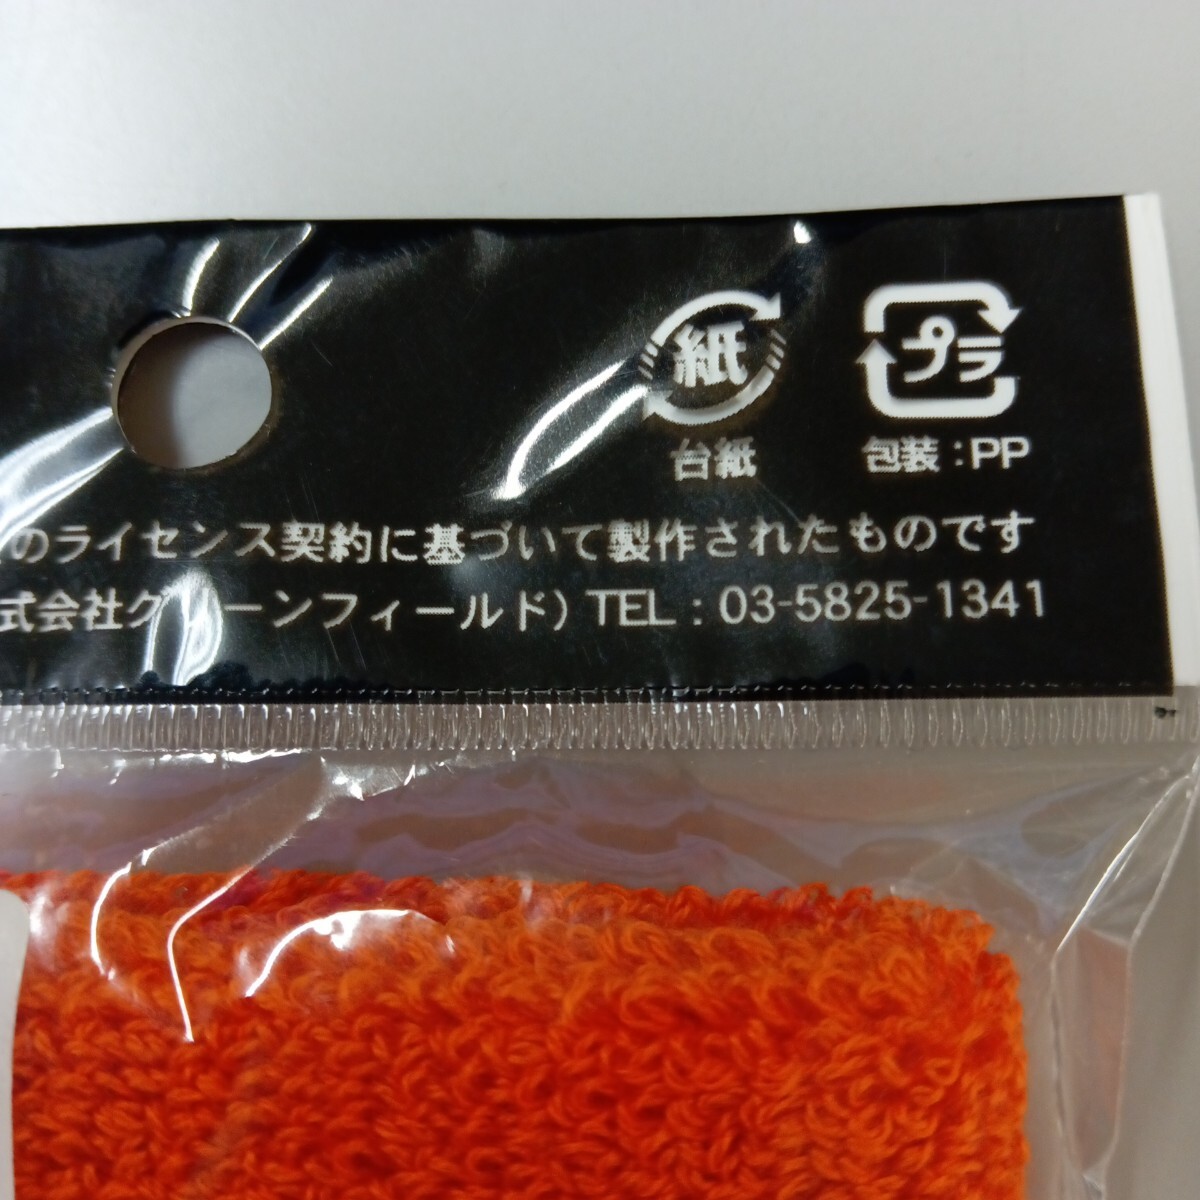 紙 プラ
台紙 包装：PP
のライセンス契約に基づいて製作されたものです
式会社グリーンフィールド) TEL : 03-5825-1341